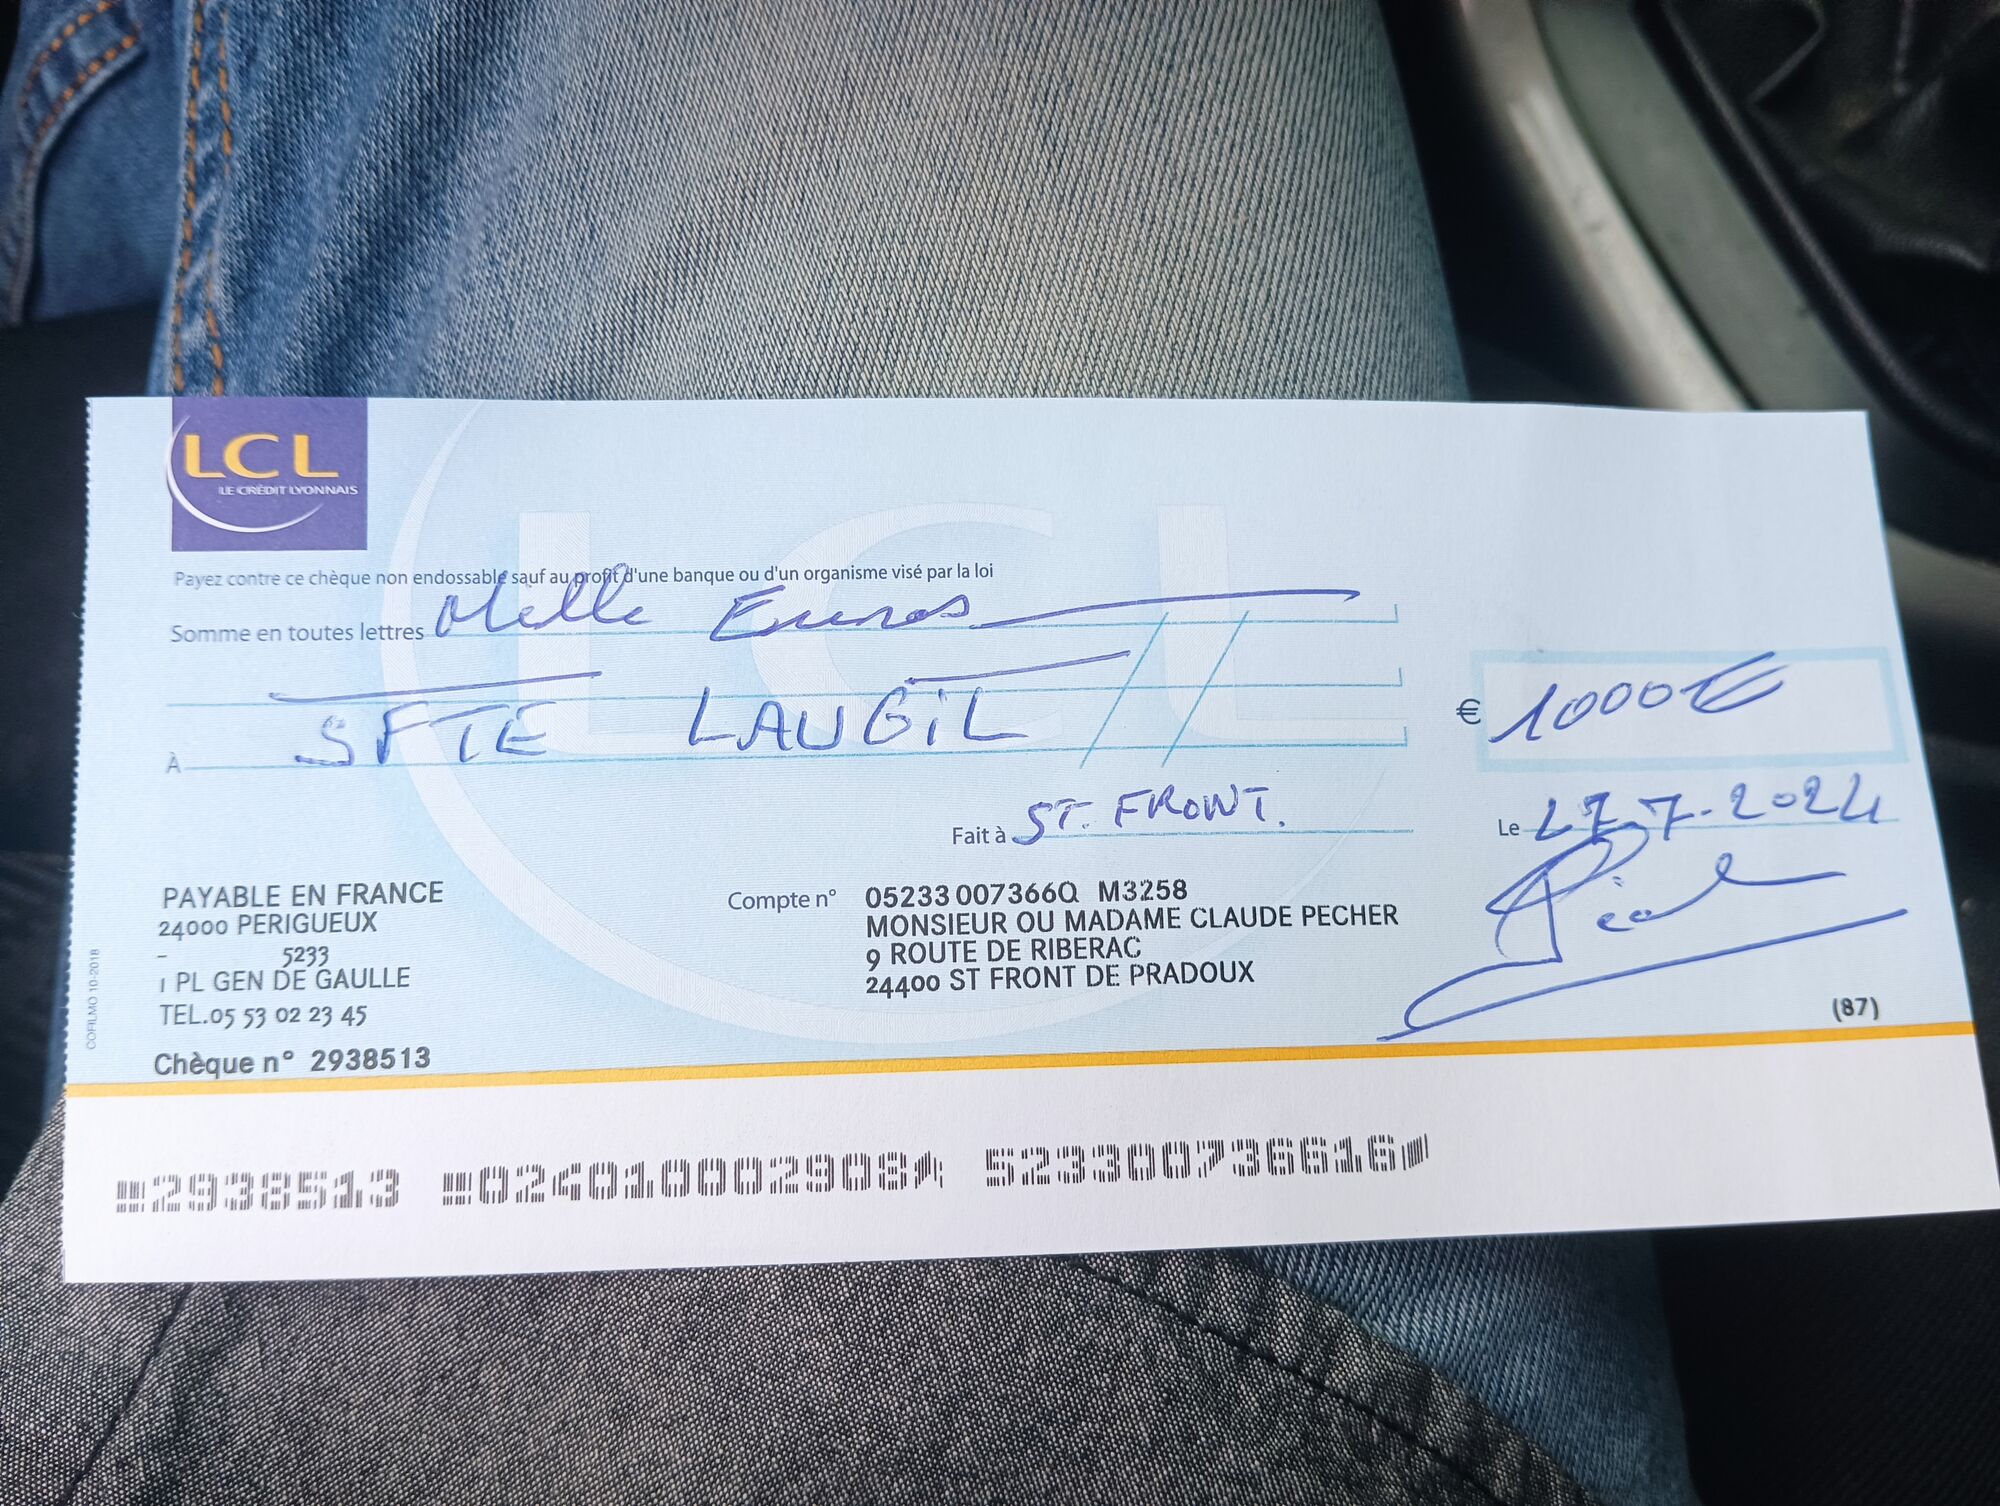 LCL
LE CRÉDIT LYONNAIS
Payez contre ce chèque non endossable sauf au profit d'une banque ou d'un organisme visé par la loi
Somme en toutes lettres Mille Euros
€ 1000 €
À SFTE LAUGIL
Fait à ST. FRONT.
Le 27.7.2024
PAYABLE EN FRANCE
24000 PERIGUEUX
- 5233
1 PL GEN DE GAULLE
TEL.05 53 02 23 45
Compte n° 05233 007366Q M3258
MONSIEUR OU MADAME CLAUDE PECHER
9 ROUTE DE RIBERAC
24400 ST FRONT DE PRADOUX
COFILMO 10-2018
(87)
Chèque n° 2938513
2938513 024010002908 523300736616